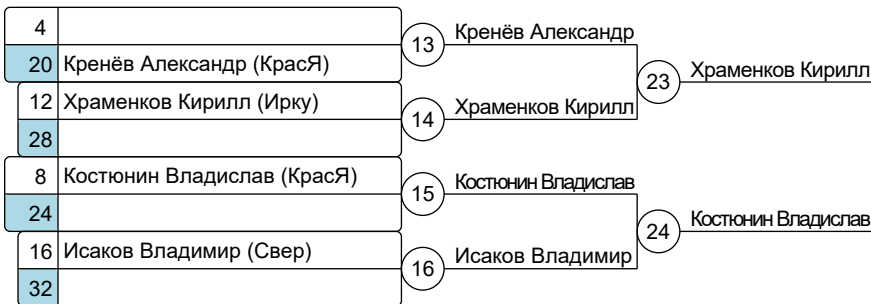 4
20 Кренёв Александр (КрасЯ)
13
Кренёв Александр
12 Храменков Кирилл (Ирку)
28
14
Храменков Кирилл
23
Храменков Кирилл
8 Костюнин Владислав (КрасЯ)
24
15
Костюнин Владислав
16 Исаков Владимир (Свер)
32
16
Исаков Владимир
24
Костюнин Владислав